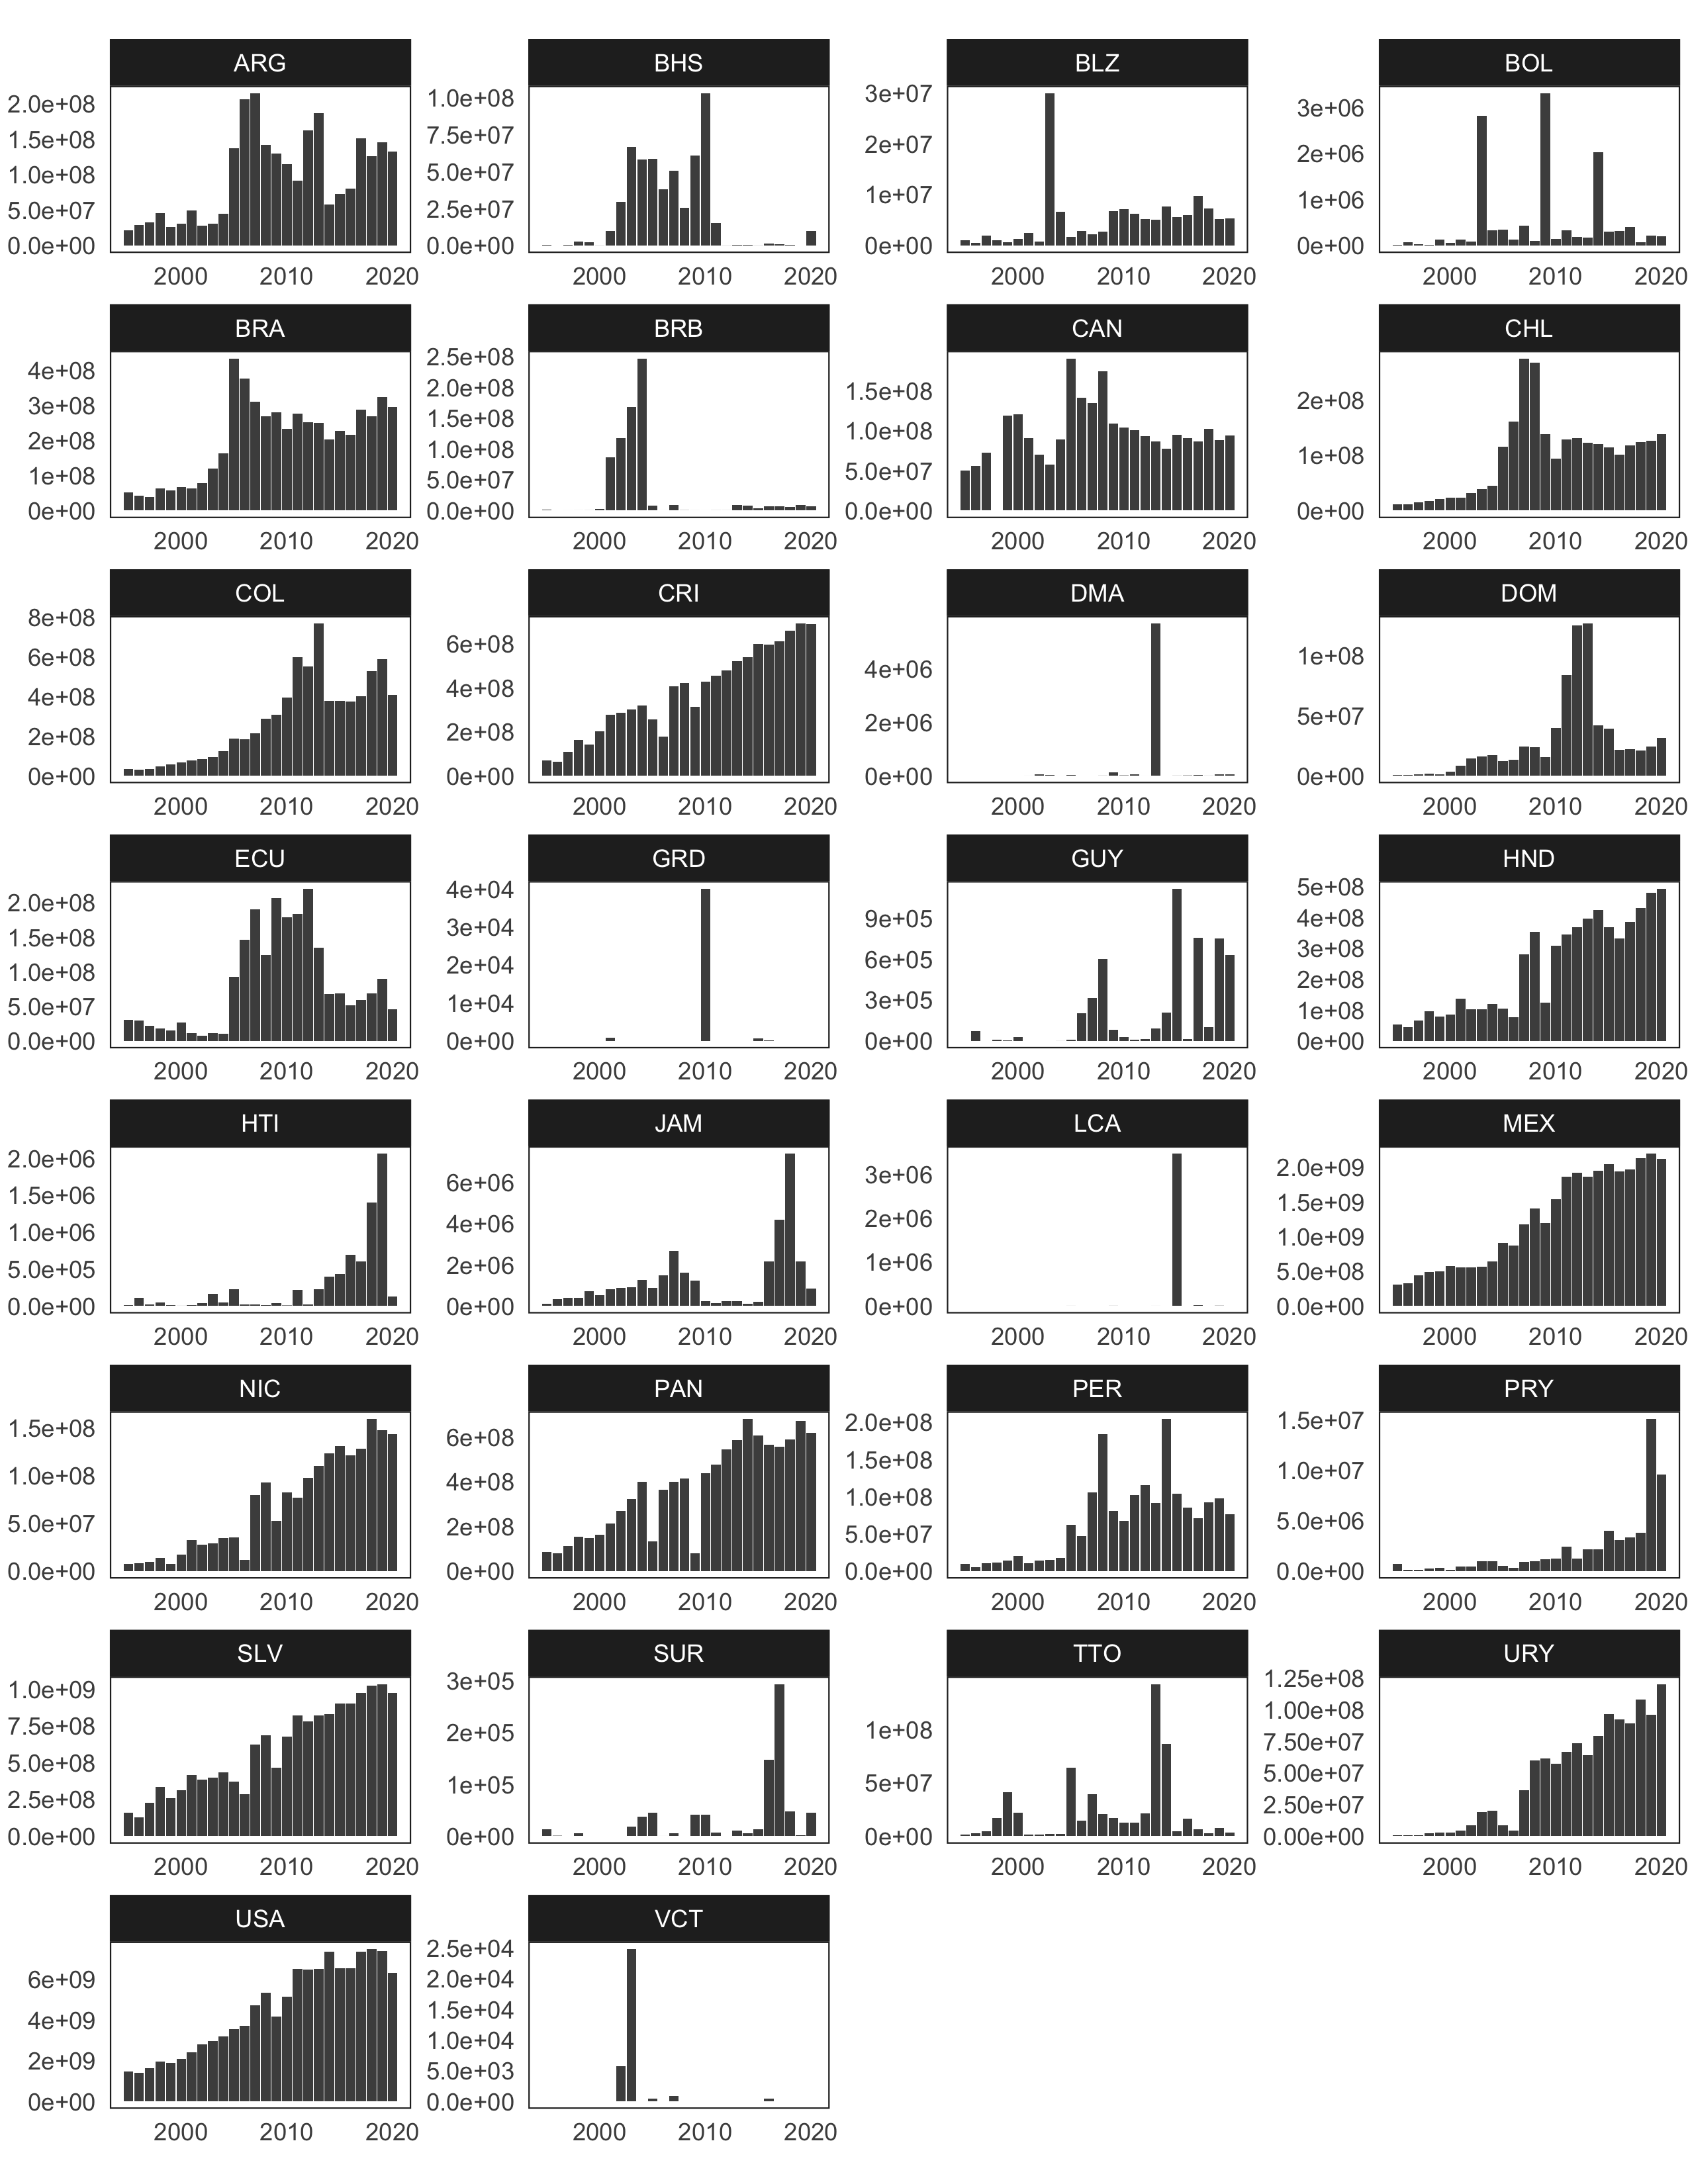 ARG BHS BLZ BOL
2.0e+08 1.5e+08 1.0e+08 5.0e+07 0.0e+00
1.0e+08 7.5e+07 5.0e+07 2.5e+07 0.0e+00
3e+07 2e+07 1e+07 0e+00
3e+06 2e+06 1e+06 0e+00
2000 2010 2020 2000 2010 2020 2000 2010 2020 2000 2010 2020
BRA BRB CAN CHL
4e+08 3e+08 2e+08 1e+08 0e+00
2.5e+08 2.0e+08 1.5e+08 1.0e+08 5.0e+07 0.0e+00
1.5e+08 1.0e+08 5.0e+07 0.0e+00
2e+08 1e+08 0e+00
2000 2010 2020 2000 2010 2020 2000 2010 2020 2000 2010 2020
COL CRI DMA DOM
8e+08 6e+08 4e+08 2e+08 0e+00
6e+08 4e+08 2e+08 0e+00
4e+06 2e+06 0e+00
1e+08 5e+07 0e+00
2000 2010 2020 2000 2010 2020 2000 2010 2020 2000 2010 2020
ECU GRD GUY HND
2.0e+08 1.5e+08 1.0e+08 5.0e+07 0.0e+00
4e+04 3e+04 2e+04 1e+04 0e+00
9e+05 6e+05 3e+05 0e+00
5e+08 4e+08 3e+08 2e+08 1e+08 0e+00
2000 2010 2020 2000 2010 2020 2000 2010 2020 2000 2010 2020
HTI JAM LCA MEX
2.0e+06 1.5e+06 1.0e+06 5.0e+05 0.0e+00
6e+06 4e+06 2e+06 0e+00
3e+06 2e+06 1e+06 0e+00
2.0e+09 1.5e+09 1.0e+09 5.0e+08 0.0e+00
2000 2010 2020 2000 2010 2020 2000 2010 2020 2000 2010 2020
NIC PAN PER PRY
1.5e+08 1.0e+08 5.0e+07 0.0e+00
6e+08 4e+08 2e+08 0e+00
2.0e+08 1.5e+08 1.0e+08 5.0e+07 0.0e+00
1.5e+07 1.0e+07 5.0e+06 0.0e+00
2000 2010 2020 2000 2010 2020 2000 2010 2020 2000 2010 2020
SLV SUR TTO URY
1.0e+09 7.5e+08 5.0e+08 2.5e+08 0.0e+00
3e+05 2e+05 1e+05 0e+00
1e+08 5e+07 0e+00
1.25e+08 1.00e+08 7.50e+07 5.00e+07 2.50e+07 0.00e+00
2000 2010 2020 2000 2010 2020 2000 2010 2020 2000 2010 2020
USA VCT
6e+09 4e+09 2e+09 0e+00
2.5e+04 2.0e+04 1.5e+04 1.0e+04 5.0e+03 0.0e+00
2000 2010 2020 2000 2010 2020